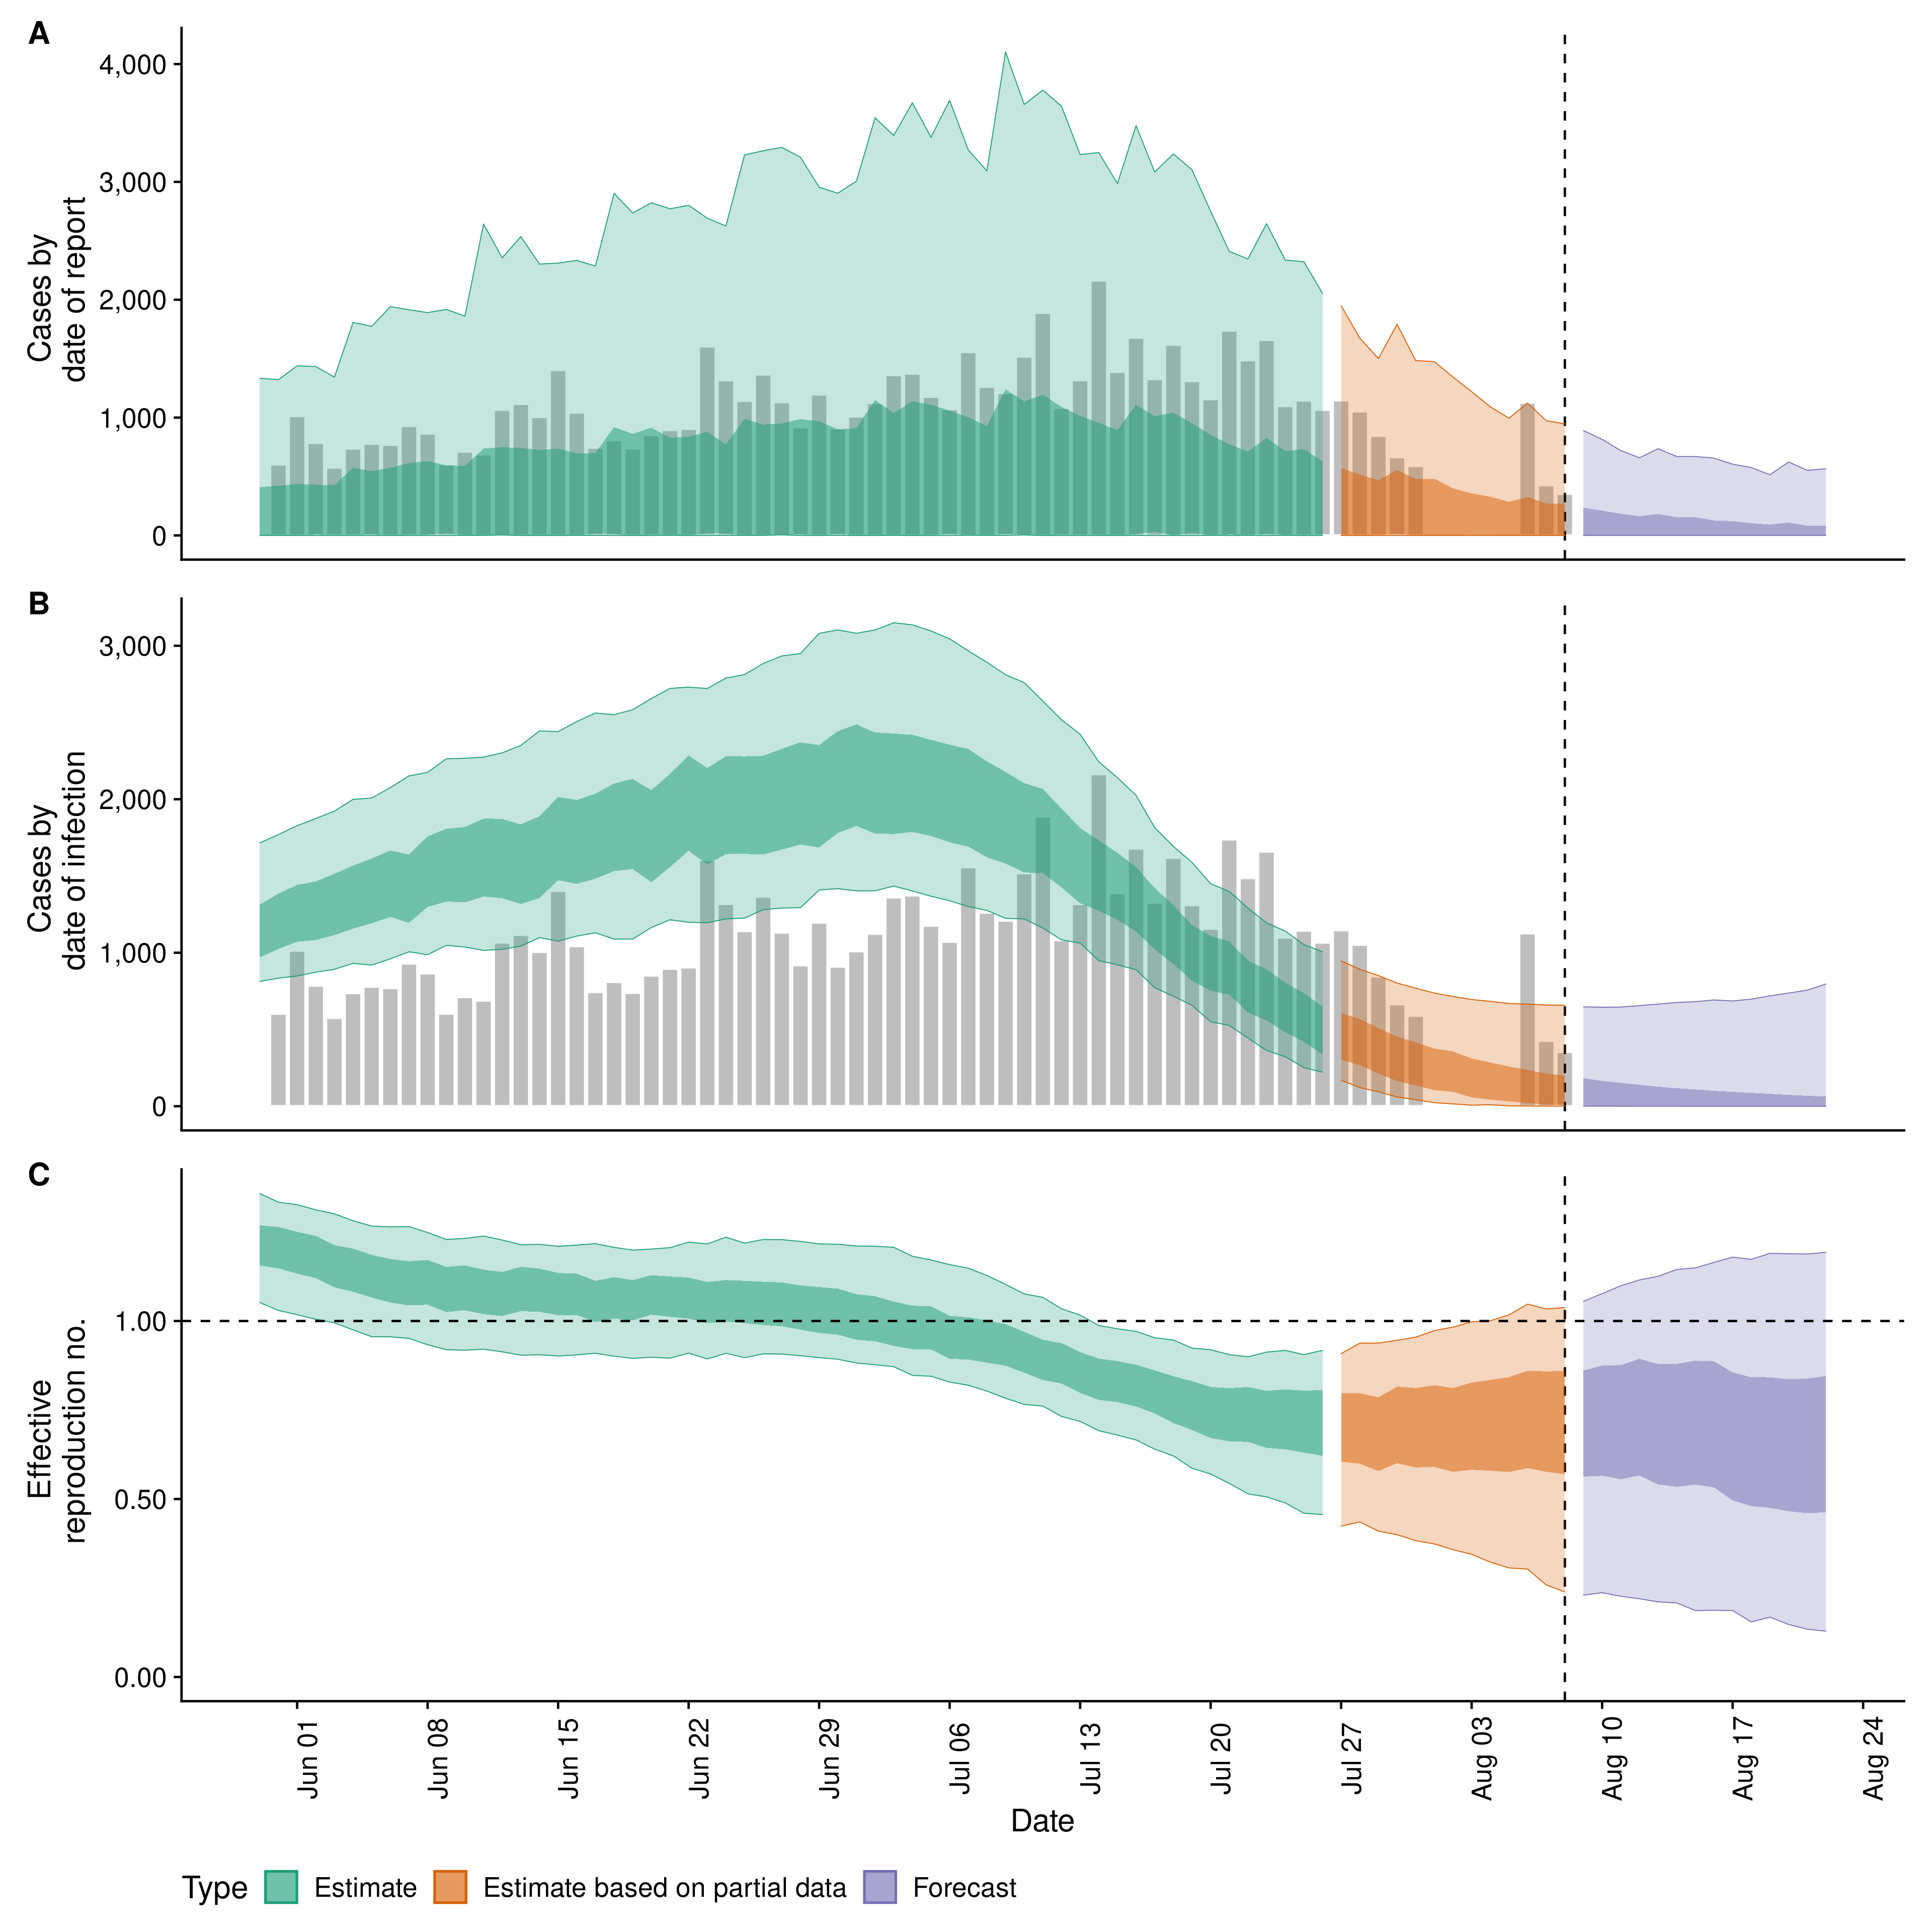 A
Cases by
date of report
4,000
3,000
2,000
1,000
0
B
Cases by
date of infection
3,000
2,000
1,000
0
C
Effective
reproduction no.
1.00
0.50
0.00
Jun 01
Jun 08
Jun 15
Jun 22
Jun 29
Jul 06
Jul 13
Jul 20
Jul 27
Aug 03
Aug 10
Aug 17
Aug 24
Date
Type Estimate Estimate based on partial data Forecast